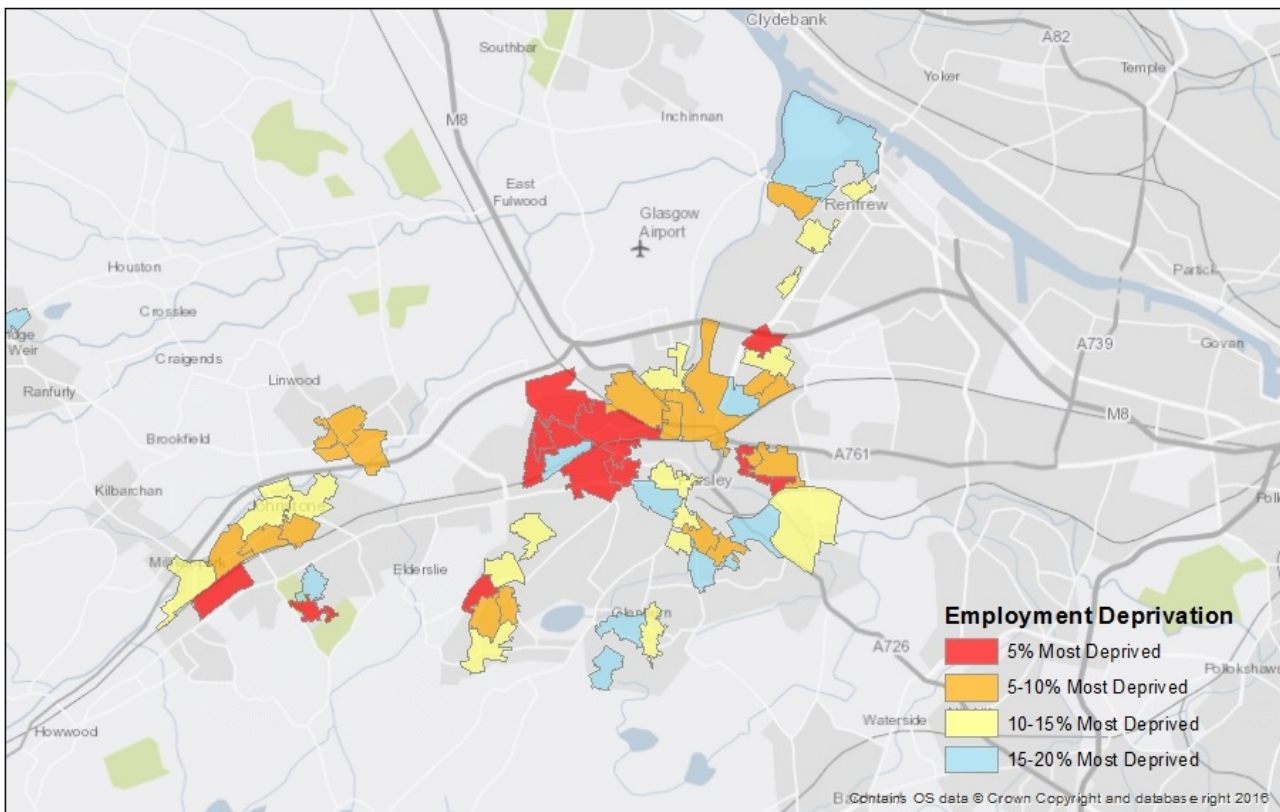 Clydebank
A82
Southbar
Yoker
Temple
M8
Inchinnan
East
Fulwood
Renfrew
Glasgow
Airport
Houston
Partick
Crosslee
Weir
Craigends
A739
Govan
Linwood
Ranfurly
M8
Brookfield
A761
Kilbarchan
Johnstone
Elderslie
Glenburn
A726
Howwood
Waterside
Employment Deprivation
5% Most Deprived
5-10% Most Deprived
10-15% Most Deprived
15-20% Most Deprived
Contains OS data © Crown Copyright and database right 2016